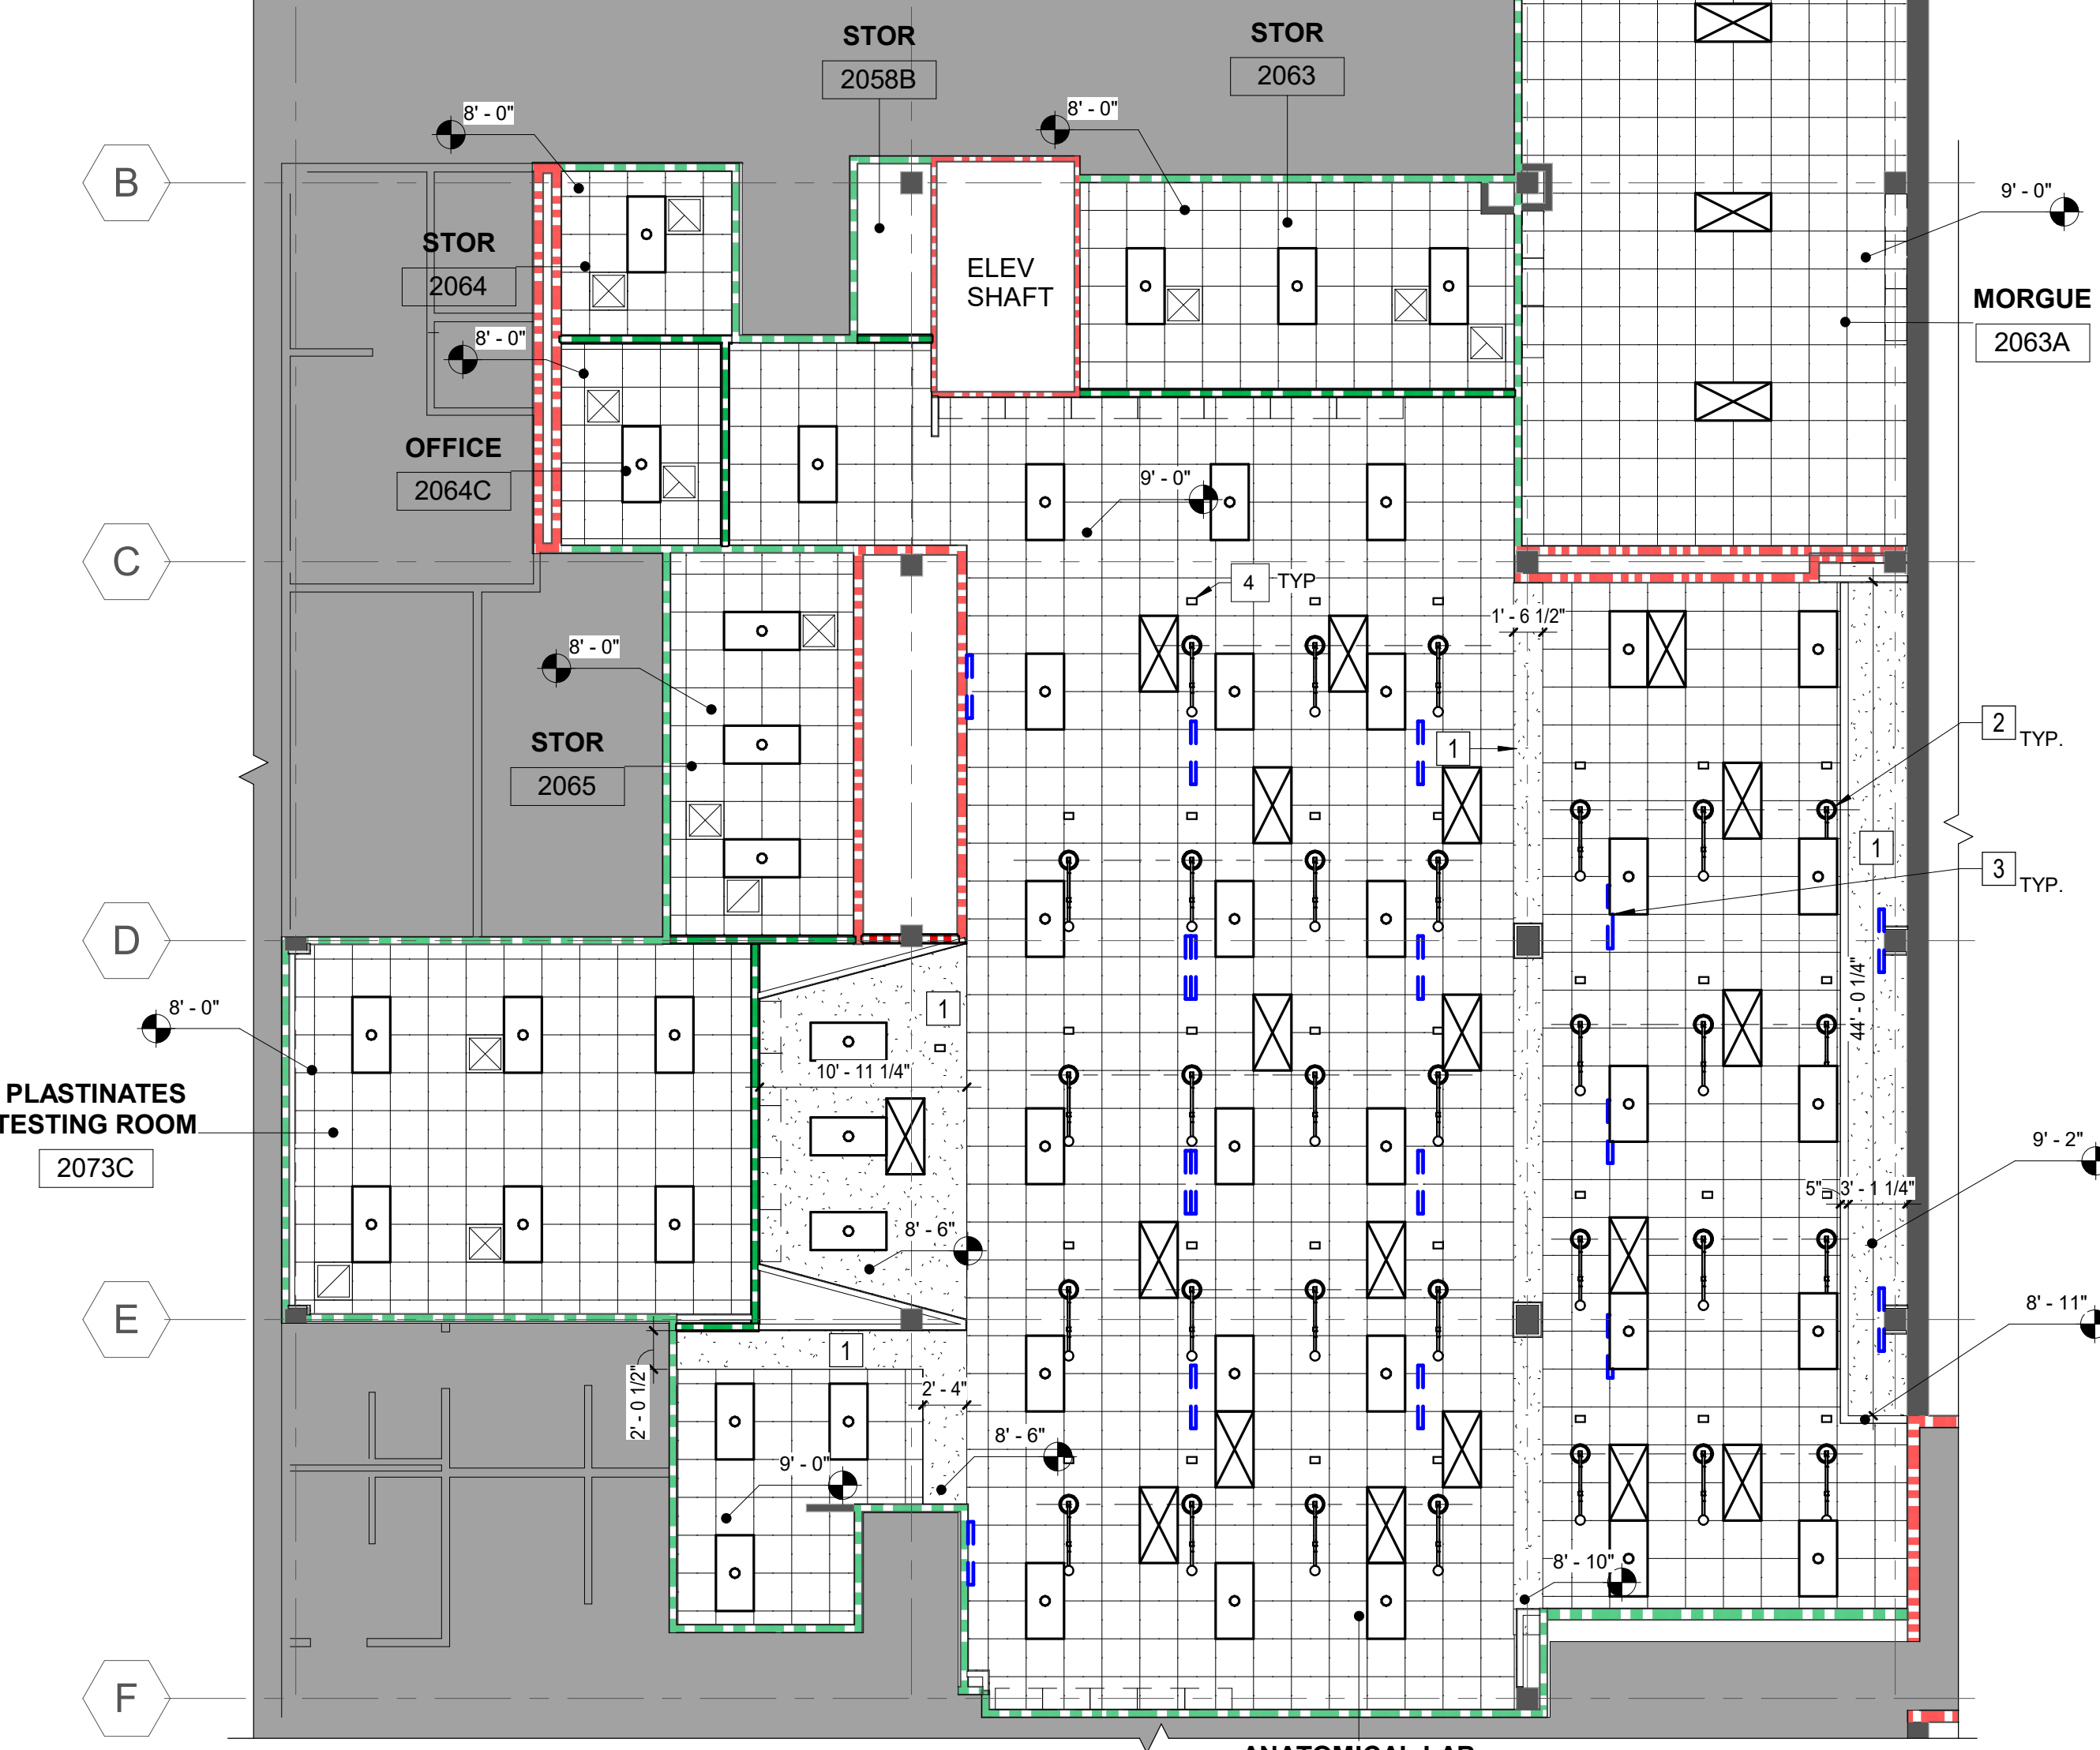 STOR
2058B
STOR
2063
8' - 0"
8' - 0"
B
9' - 0"
STOR
2064
ELEV
SHAFT
MORGUE
2063A
8' - 0"
OFFICE
2064C
9' - 0"
C
4
TYP
1' - 6 1/2"
8' - 0"
STOR
2065
1
2
TYP.
1
3
TYP.
D
8' - 0"
1
44' - 0 1/4"
10' - 11 1/4"
PLASTINATES
TESTING ROOM
2073C
9' - 2"
5"
3' - 1 1/4"
8' - 6"
E
8' - 11"
1
2' - 0 1/2"
2' - 4"
8' - 6"
9' - 0"
8' - 10"
F
ANATOMICAL LAB